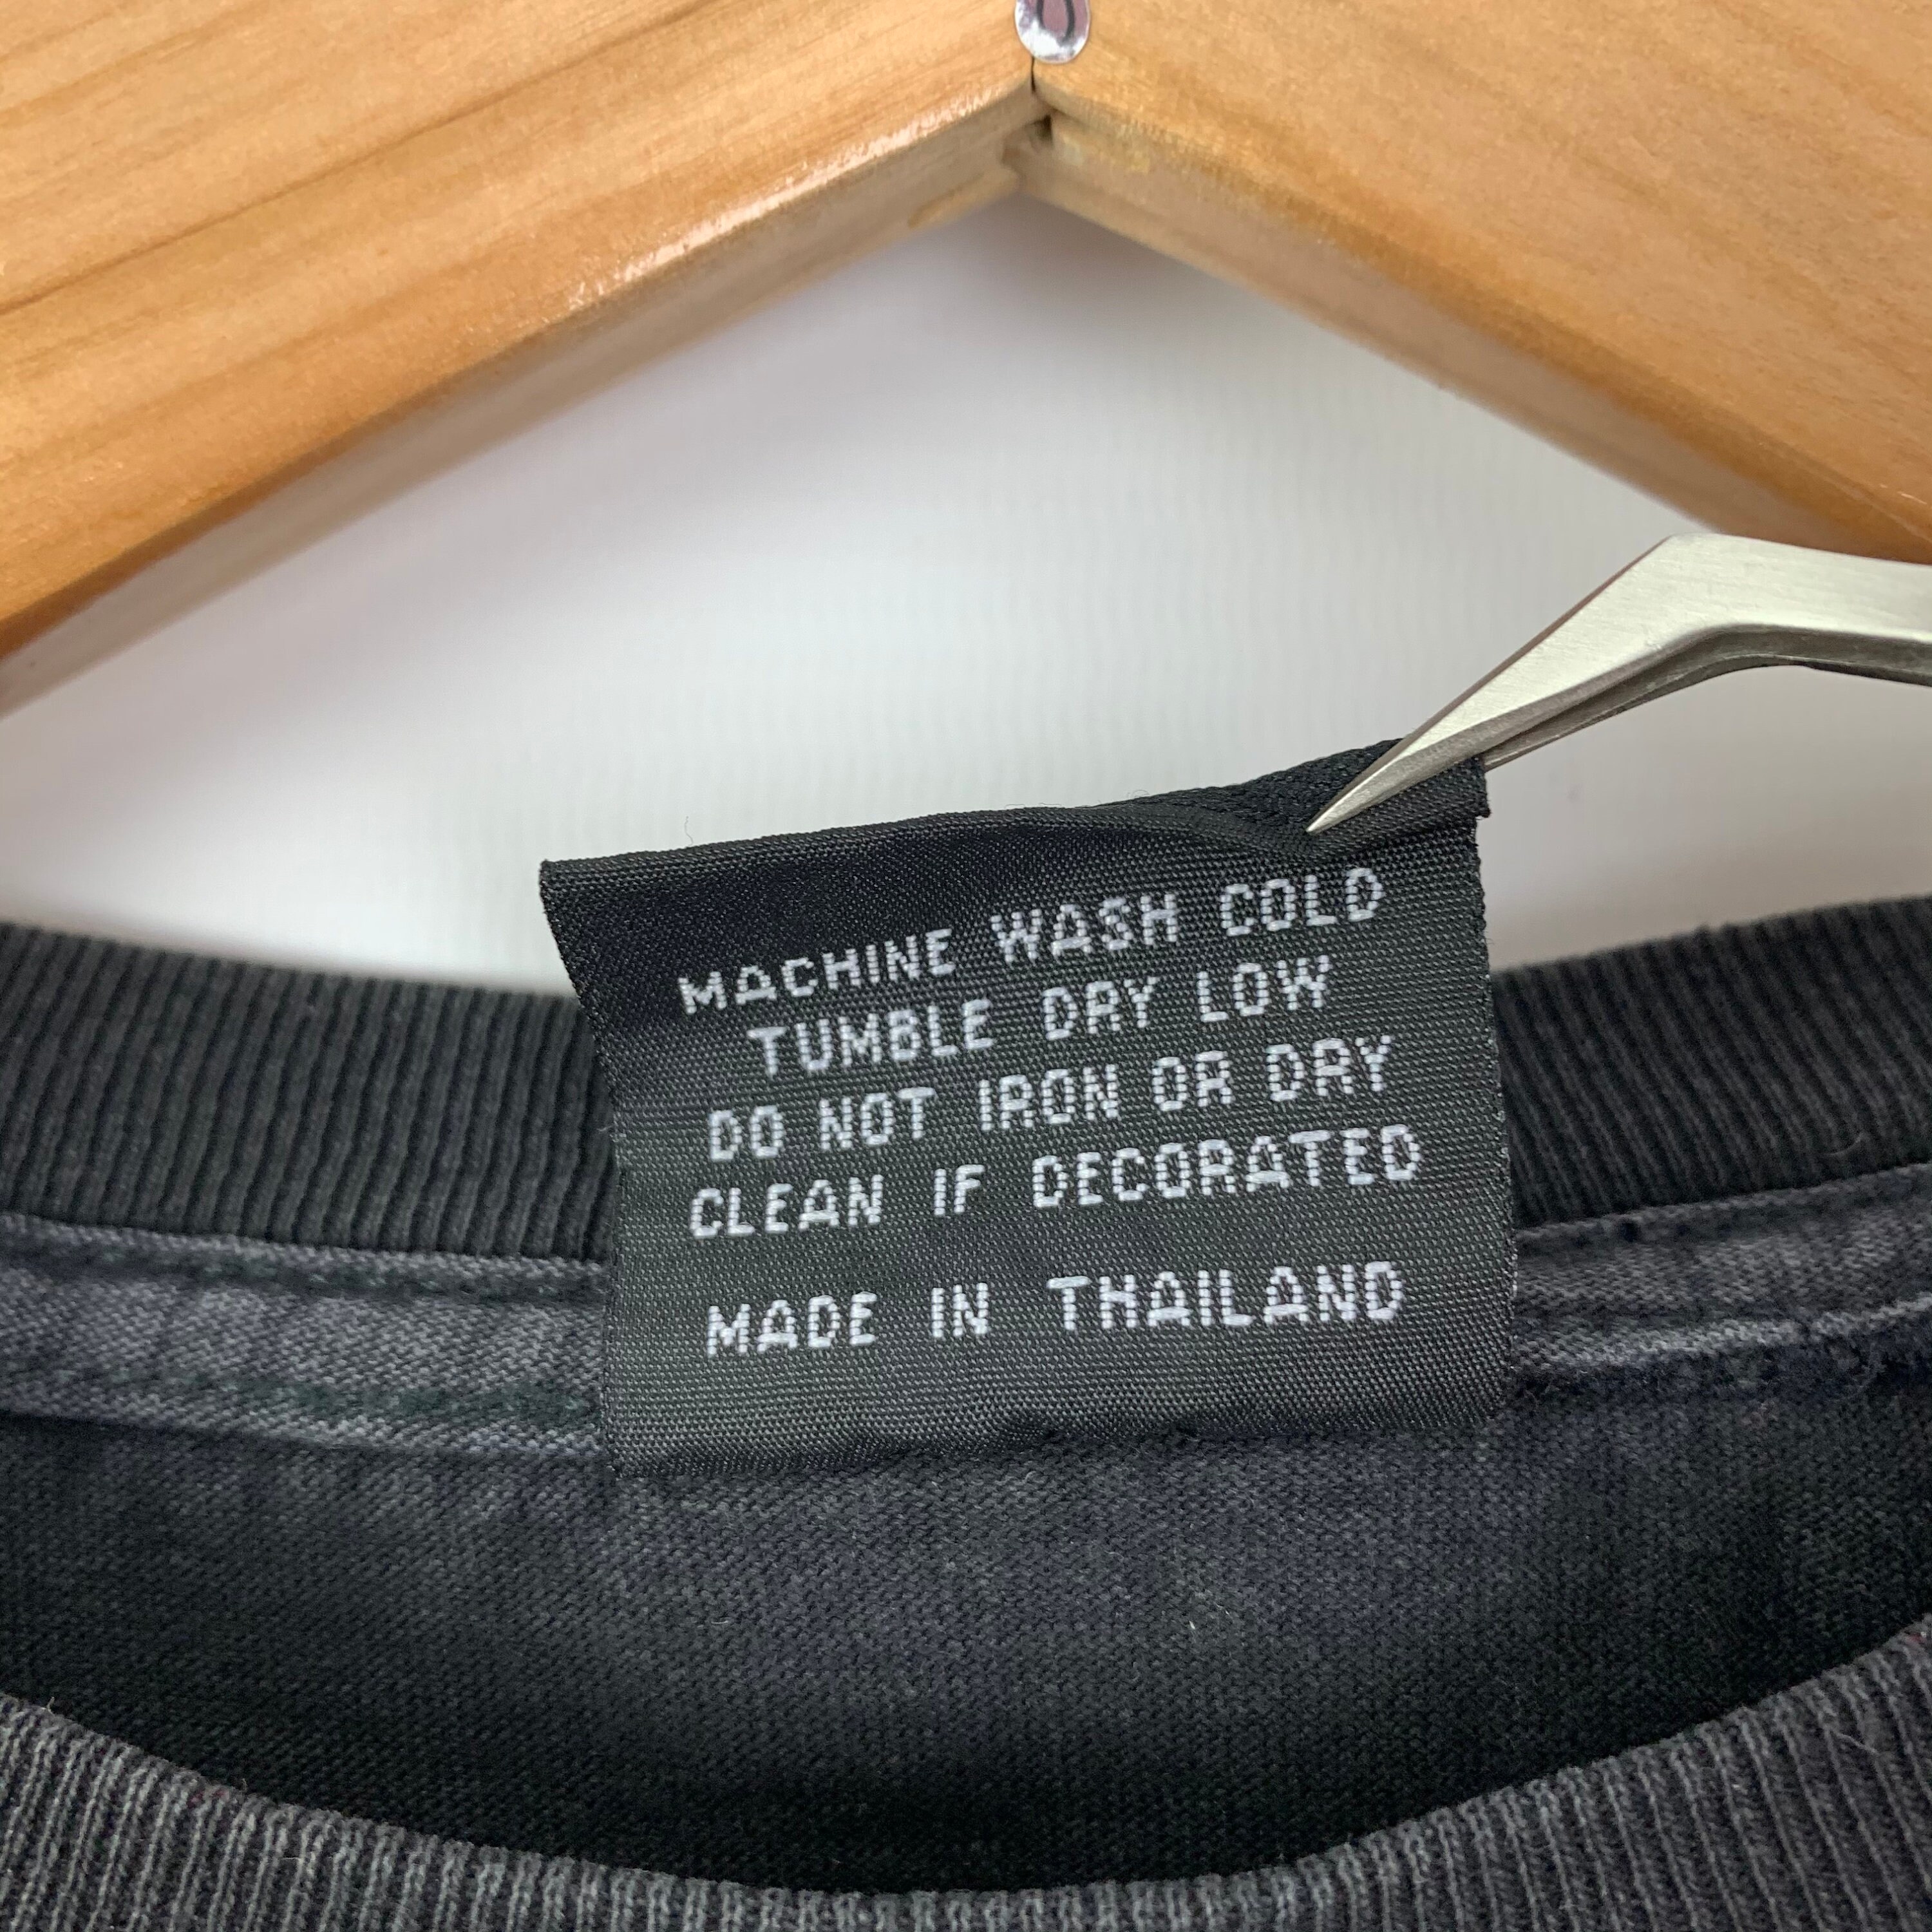 MACHINE WASH COLD
TUMBLE DRY LOW
DO NOT IRON OR DRY
CLEAN IF DECORATED
MADE IN THAILAND